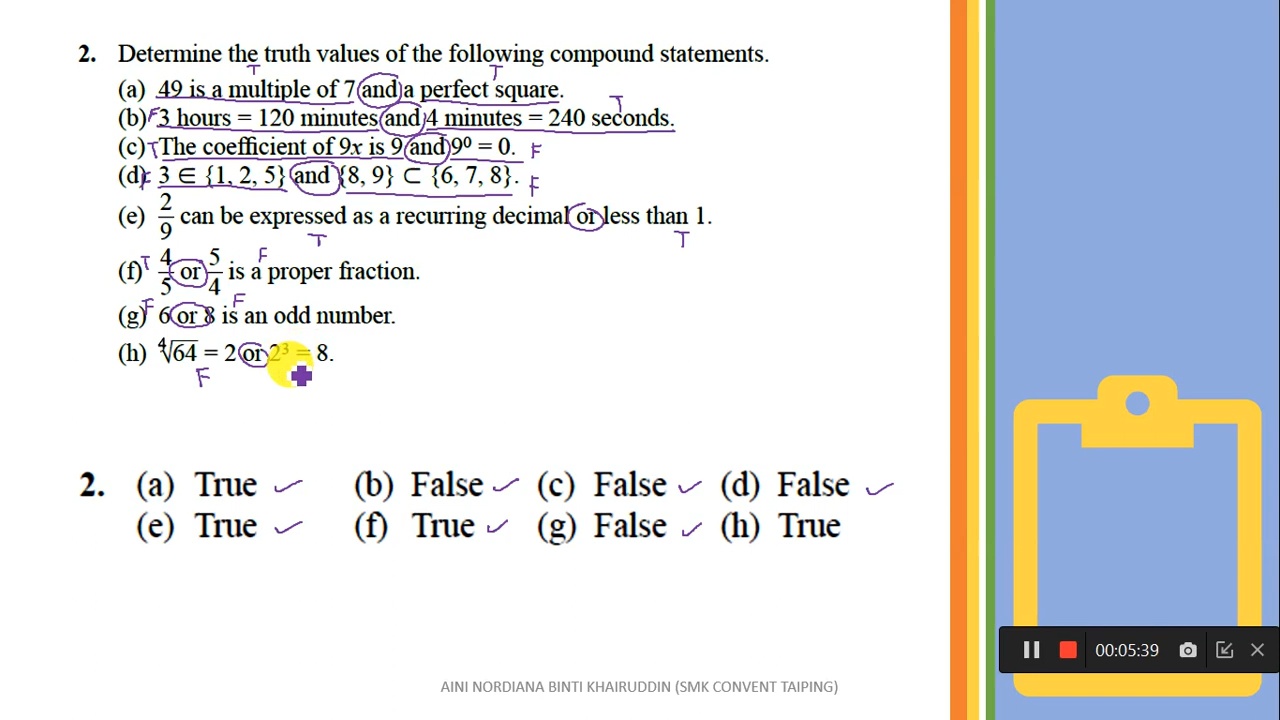 2. Determine the truth values of the following compound statements.
T T
(a) 49 is a multiple of 7 and a perfect square.
F T
(b) 3 hours = 120 minutes and 4 minutes = 240 seconds.
(c) T The coefficient of 9x is 9 and 9⁰ = 0. F
(d) F 3 ∈ {1, 2, 5} and {8, 9} ⊂ {6, 7, 8}. F
(e) 2/9 can be expressed as a recurring decimal or less than 1.
T T
T F
(f) 4/5 or 5/4 is a proper fraction.
F F
(g) 6 or 8 is an odd number.
(h) ∜64 = 2 or 2³ = 8.
F
2. (a) True ✓ (b) False ✓ (c) False ✓ (d) False ✓
(e) True ✓ (f) True ✓ (g) False ✓ (h) True
00:05:39
AINI NORDIANA BINTI KHAIRUDDIN (SMK CONVENT TAIPING)